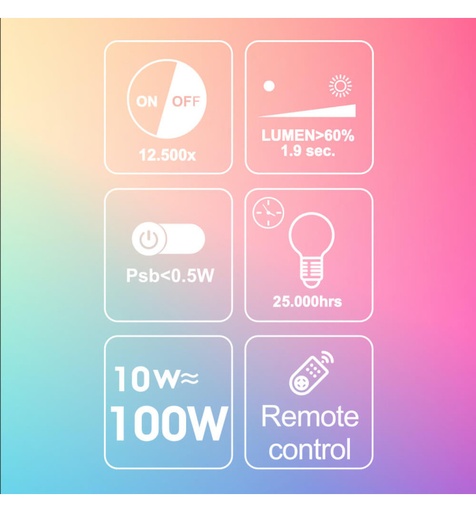 ON OFF
12.500x
LUMEN>60%
1.9 sec.
Psb<0.5W
25.000hrs
10W≈
100W
Remote
control